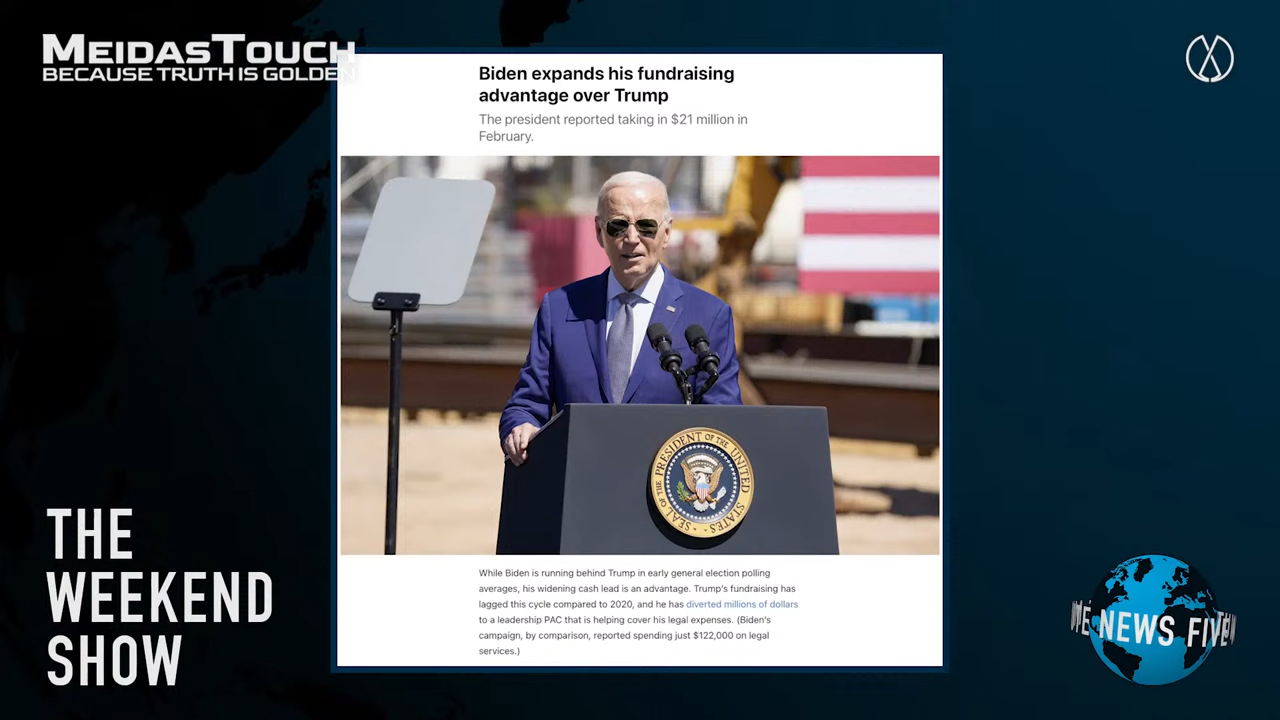 MEIDASTOUCH
BECAUSE TRUTH IS GOLDEN
Biden expands his fundraising
advantage over Trump
The president reported taking in $21 million in
February.
SEAL OF THE PRESIDENT OF THE UNITED STATES
While Biden is running behind Trump in early general election polling
averages, his widening cash lead is an advantage. Trump's fundraising has
lagged this cycle compared to 2020, and he has diverted millions of dollars
to a leadership PAC that is helping cover his legal expenses. (Biden's
campaign, by comparison, reported spending just $122,000 on legal
services.)
THE
WEEKEND
SHOW
NEWS FIVE